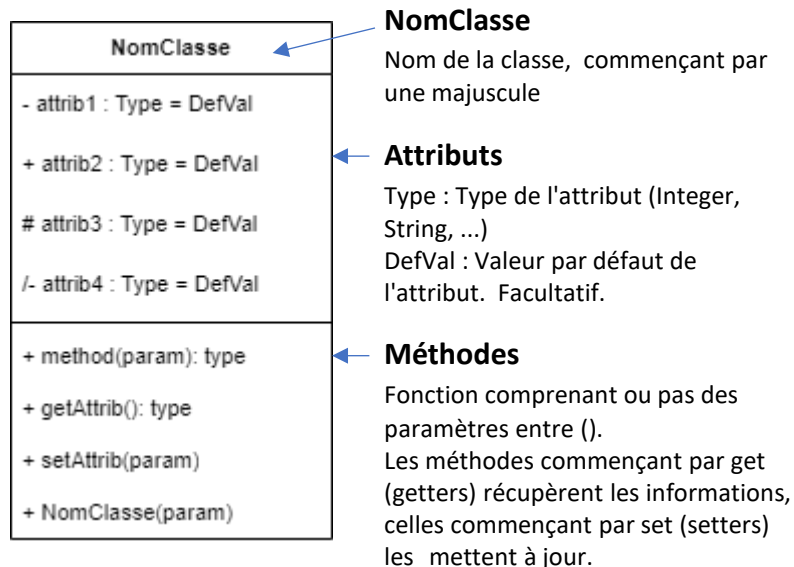 NomClasse
- attrib1 : Type = DefVal
+ attrib2 : Type = DefVal
# attrib3 : Type = DefVal
/- attrib4 : Type = DefVal
+ method(param): type
+ getAttrib(): type
+ setAttrib(param)
+ NomClasse(param)
NomClasse
Nom de la classe, commençant par
une majuscule
Attributs
Type : Type de l'attribut (Integer,
String, ...)
DefVal : Valeur par défaut de
l'attribut. Facultatif.
Méthodes
Fonction comprenant ou pas des
paramètres entre ().
Les méthodes commençant par get
(getters) récupèrent les informations,
celles commençant par set (setters)
les mettent à jour.